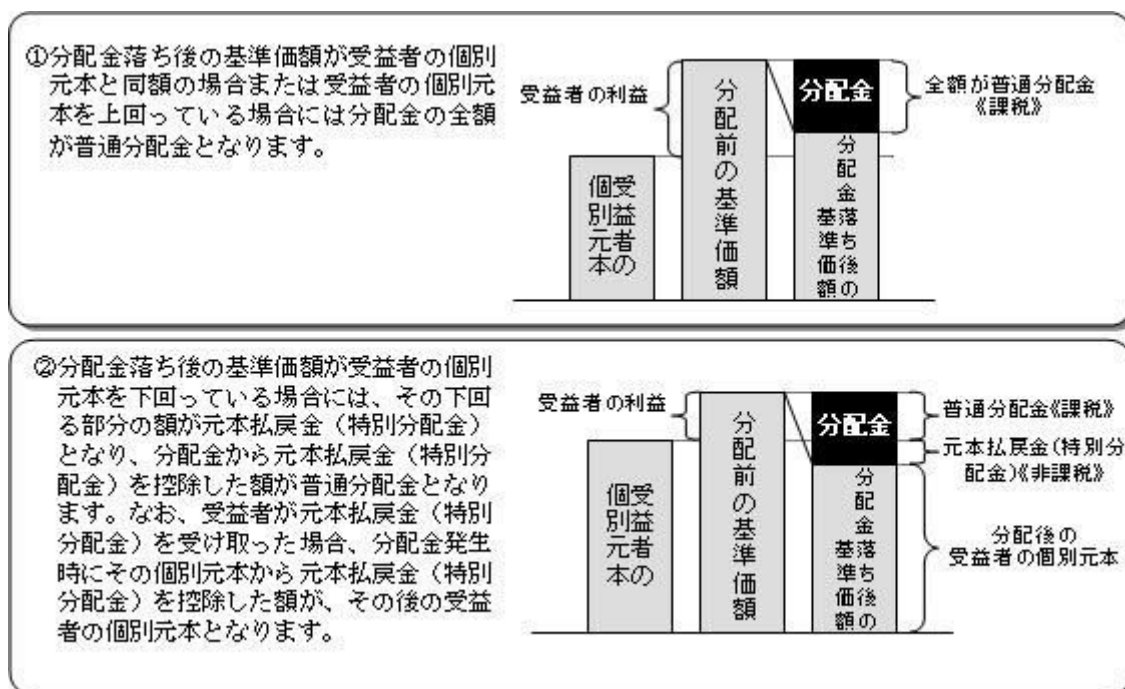 ①分配金落ち後の基準価額が受益者の個別
元本と同額の場合または受益者の個別元
本を上回っている場合には分配金の全額
が普通分配金となります。
受益者の利益
受益者の
個別元本
分配前の基準価額
分配金
分配金落ち後の
基準価額
全額が普通分配金
《課税》
②分配金落ち後の基準価額が受益者の個別
元本を下回っている場合には、その下回
る部分の額が元本払戻金（特別分配金）
となり、分配金から元本払戻金（特別分
配金）を控除した額が普通分配金となり
ます。なお、受益者が元本払戻金（特別
分配金）を受け取った場合、分配金発生
時にその個別元本から元本払戻金（特別
分配金）を控除した額が、その後の受益
者の個別元本となります。
受益者の利益
受益者の
個別元本
分配前の基準価額
分配金
分配金落ち後の
基準価額
普通分配金《課税》
元本払戻金（特別分
配金）《非課税》
分配後の
受益者の個別元本